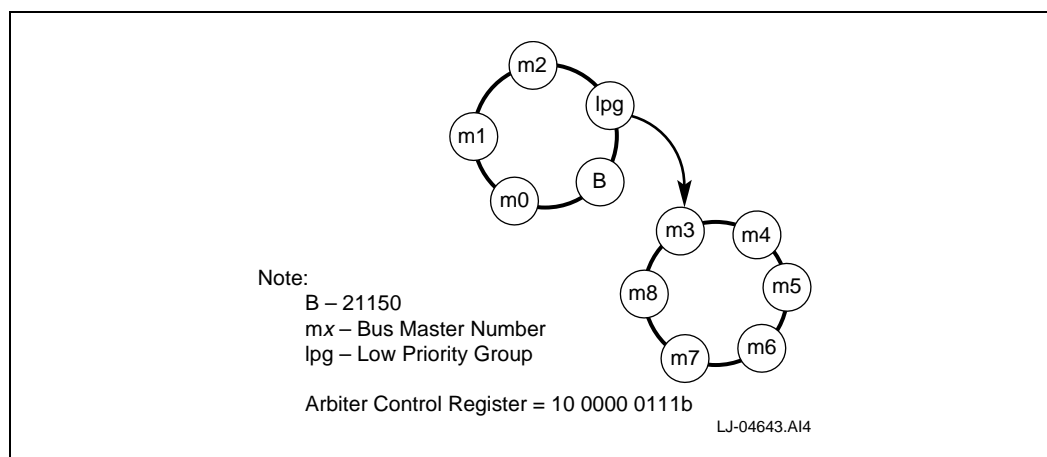 m2
lpg
m1
B
m0
m3
m4
m8
m5
m7
m6
Note:
B – 21150
mx – Bus Master Number
lpg – Low Priority Group
Arbiter Control Register = 10 0000 0111b
LJ-04643.AI4